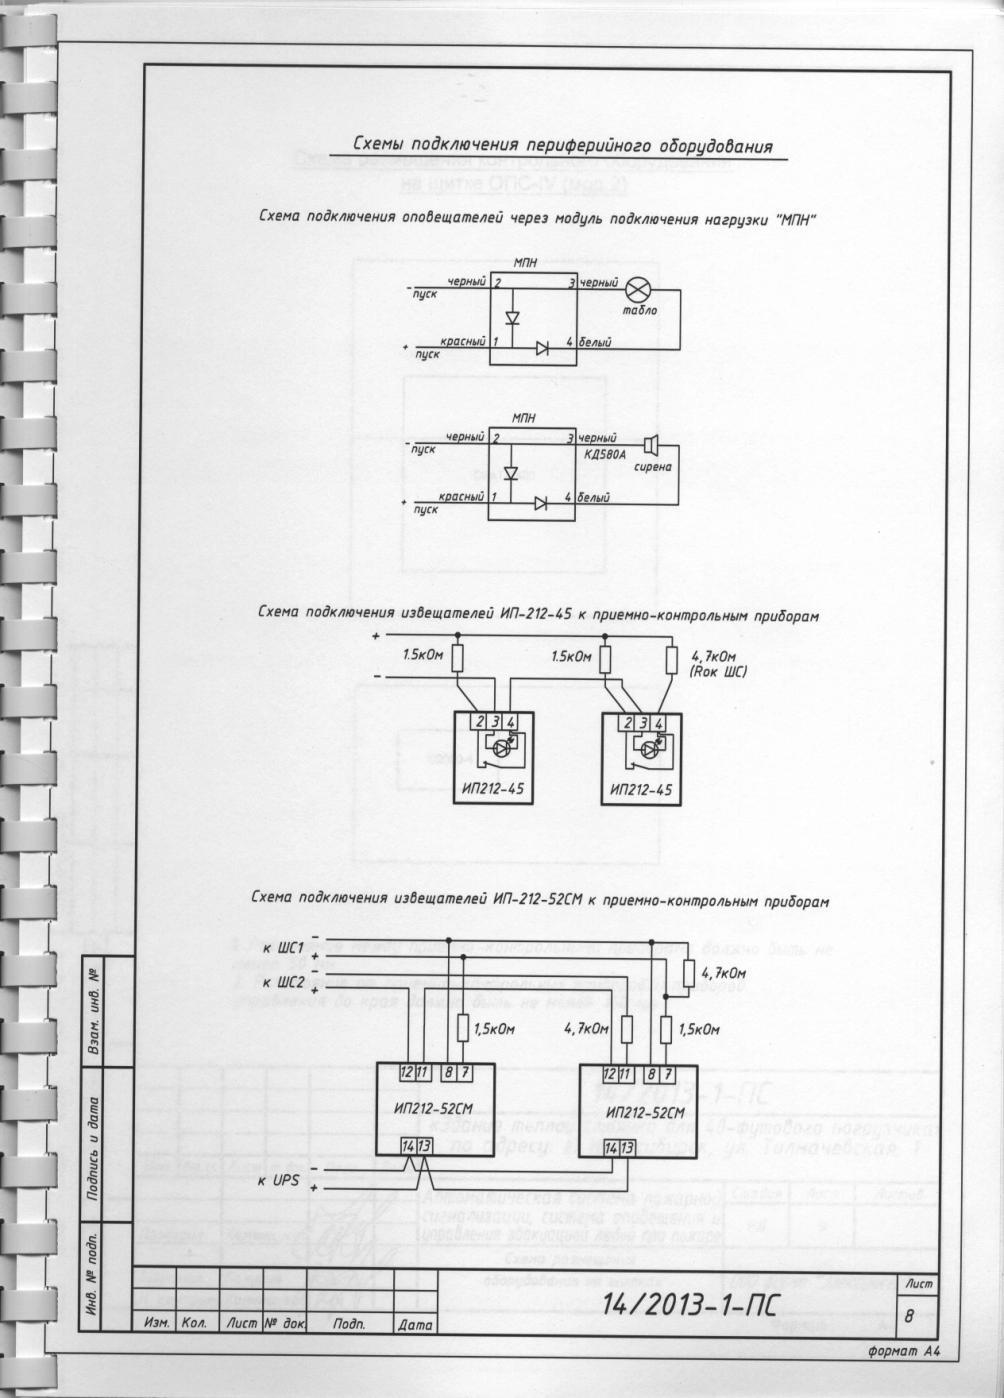 Схемы подключения периферийного оборудования
Схема подключения оповещателей через модуль подключения нагрузки "МПН"
МПН
- черный 2 3 черный
пуск
табло
+ красный 1 4 белый
пуск
МПН
- черный 2 3 черный
пуск КД580А
сирена
+ красный 1 4 белый
пуск
Схема подключения извещателей ИП-212-45 к приемно-контрольным приборам
+
1.5кОм 1.5кОм 4,7кОм
(Rок ШС)
-
2 3 4 2 3 4
ИП212-45 ИП212-45
Схема подключения извещателей ИП-212-52СМ к приемно-контрольным приборам
к ШС1 - +
к ШС2 - +
4,7кОм
1,5кОм 4,7кОм 1,5кОм
12 11 8 7 12 11 8 7
ИП212-52СМ ИП212-52СМ
14 13 14 13
к UPS - +
Взам. инв. №
Подпись и дата
Инв. № подп.
Изм. Кол. Лист № док Подп. Дата
14/2013-1-ПС
Лист
8
формат А4